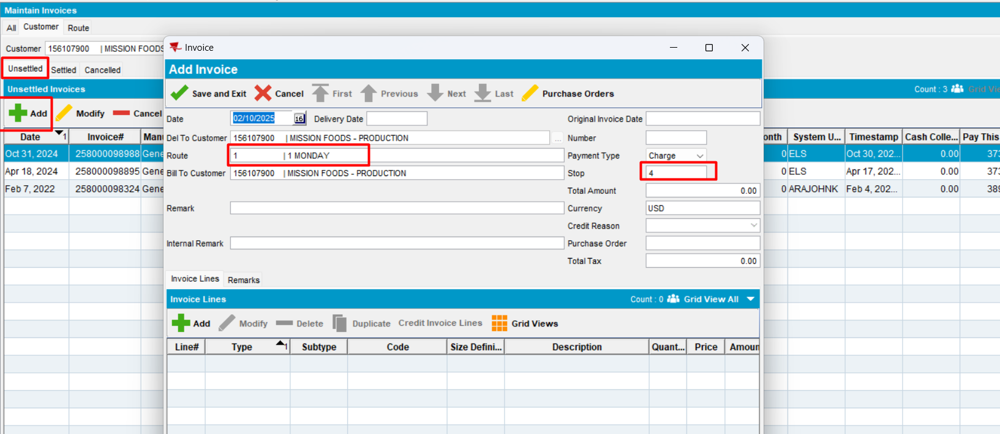 Maintain Invoices
All Customer Route
Customer 156107900 | MISSION FOODS
Unsettled Settled Cancelled
Unsettled Invoices
Count : 3
Add Modify Cancel
Date 1 Invoice# Man
Oct 31, 2024 258000098988 Gene
Apr 18, 2024 258000098895 Gene
Feb 7, 2022 258000098324 Gene
onth System U... Timestamp Cash Colle... Pay This
0 ELS Oct 30, 202... 0.00 373
0 ELS Apr 17, 202... 0.00 373
0 ARAJOHNK Feb 4, 202... 0.00 389
Invoice
Add Invoice
Save and Exit Cancel First Previous Next Last Purchase Orders
Date 02/10/2025 16 Delivery Date Original Invoice Date
Del To Customer 156107900 | MISSION FOODS - PRODUCTION ... Number
Route 1 | 1 MONDAY Payment Type Charge
Bill To Customer 156107900 | MISSION FOODS - PRODUCTION Stop 4
Total Amount 0.00
Remark Currency USD
Credit Reason
Internal Remark Purchase Order
Total Tax 0.00
Invoice Lines Remarks
Invoice Lines Count : 0 Grid View All
Add Modify Delete Duplicate Credit Invoice Lines Grid Views
Line# Type 1 Subtype Code Size Defini... Description Quant... Price Amoun